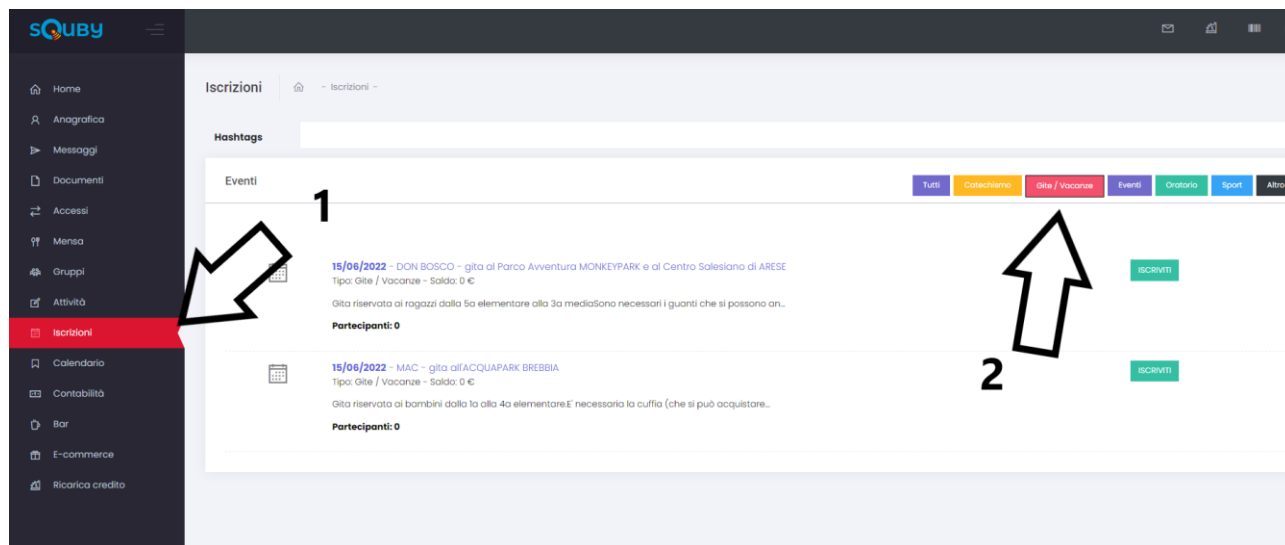 sQuBy
Home
Anagrafica
Messaggi
Documenti
Accessi
Mensa
Gruppi
Attività
Iscrizioni
Calendario
Contabilità
Bar
E-commerce
Ricarica credito
Iscrizioni - Iscrizioni -
Hashtags
Eventi
Tutti Catechismo Gite / Vacanze Eventi Oratorio Sport Altro
1
15/06/2022 - DON BOSCO - gita al Parco Avventura MONKEYPARK e al Centro Salesiano di ARESE
Tipo: Gite / Vacanze - Saldo: 0 €
Gita riservata ai ragazzi dalla 5a elementare alla 3a mediaSono necessari i guanti che si possono an...
Partecipanti: 0
ISCRIVITI
15/06/2022 - MAC - gita all'ACQUAPARK BREBBIA
Tipo: Gite / Vacanze - Saldo: 0 €
Gita riservata ai bambini dalla 1a alla 4a elementare.E' necessaria la cuffia (che si può acquistare...
Partecipanti: 0
2
ISCRIVITI